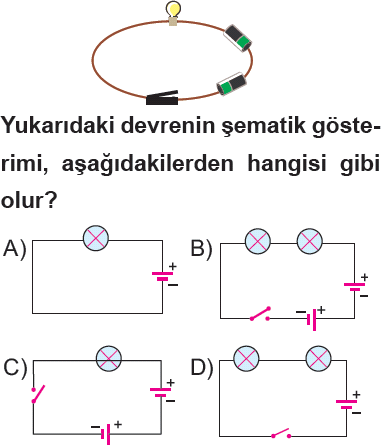 Yukarıdaki devrenin şematik göste-
rimi, aşağıdakilerden hangisi gibi
olur?
A) + −
B) + − − +
C) + − − +
D) + −